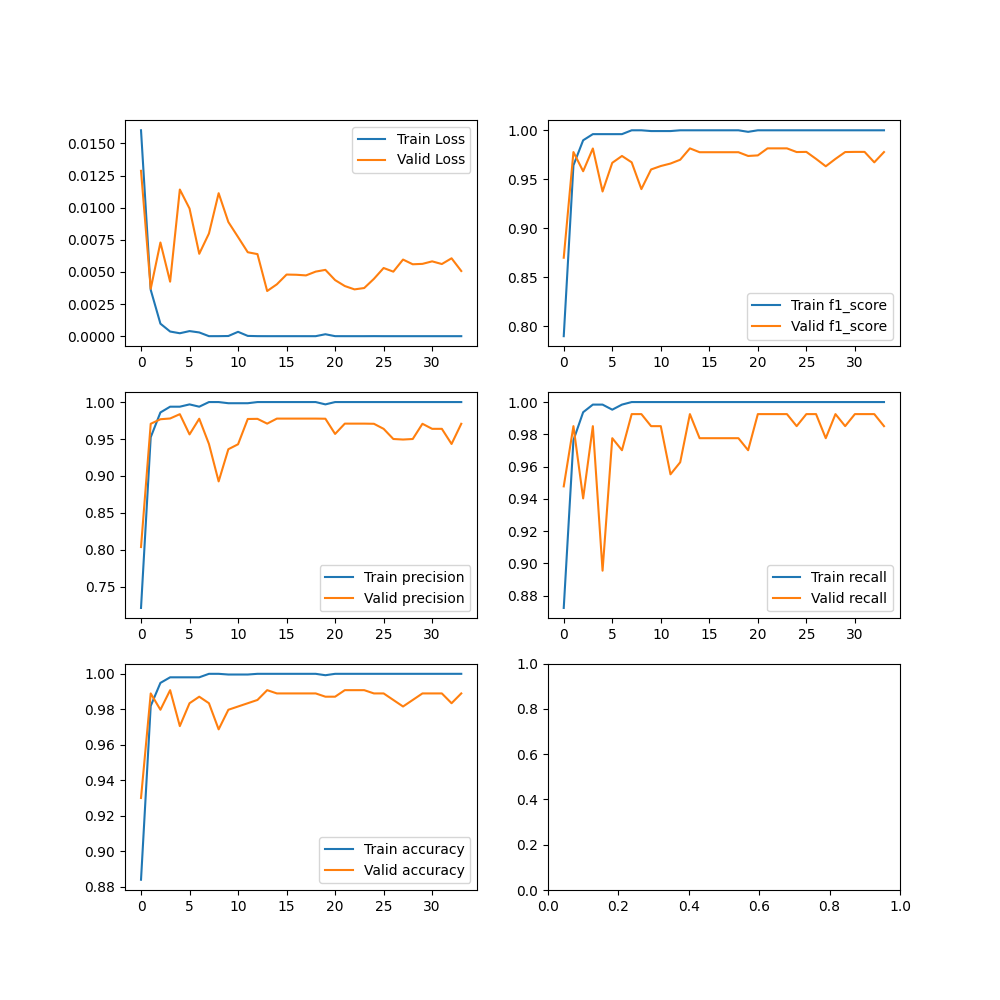 0.0150
0.0125
0.0100
0.0075
0.0050
0.0025
0.0000
0 5 10 15 20 25 30
Train Loss
Valid Loss
1.00
0.95
0.90
0.85
0.80
0 5 10 15 20 25 30
Train f1_score
Valid f1_score
1.00
0.95
0.90
0.85
0.80
0.75
0 5 10 15 20 25 30
Train precision
Valid precision
1.00
0.98
0.96
0.94
0.92
0.90
0.88
0 5 10 15 20 25 30
Train recall
Valid recall
1.00
0.98
0.96
0.94
0.92
0.90
0.88
0 5 10 15 20 25 30
Train accuracy
Valid accuracy
1.0
0.8
0.6
0.4
0.2
0.0
0.0 0.2 0.4 0.6 0.8 1.0